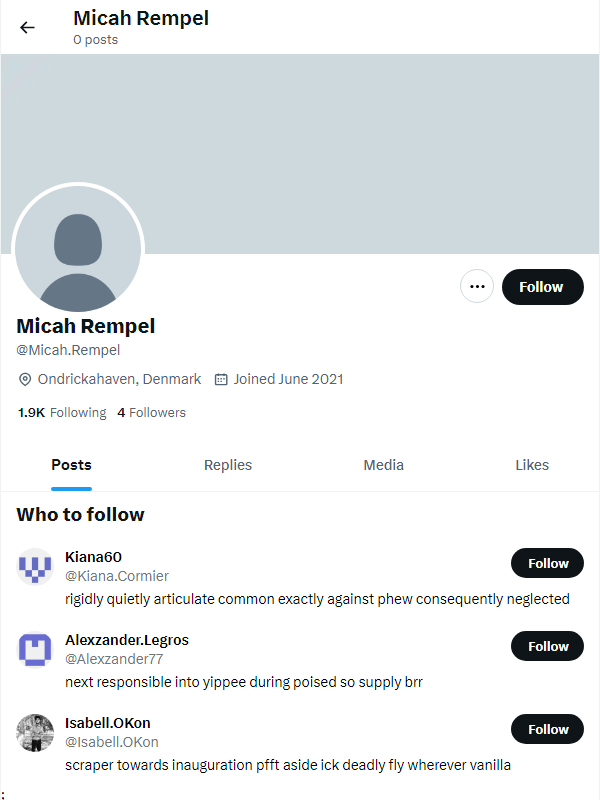 Micah Rempel
0 posts
Follow
Micah Rempel
@Micah.Rempel
Ondrickahaven, Denmark Joined June 2021
1.9K Following 4 Followers
Posts Replies Media Likes
Who to follow
Kiana60
@Kiana.Cormier
Follow
rigidly quietly articulate common exactly against phew consequently neglected
Alexzander.Legros
@Alexzander77
Follow
next responsible into yippee during poised so supply brr
Isabell.OKon
@Isabell.OKon
Follow
scraper towards inauguration pfft aside ick deadly fly wherever vanilla
;